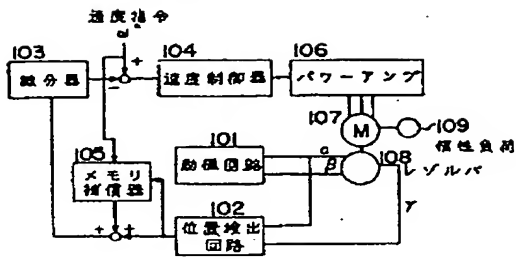 速度指令
α*
103
104
106
+
-
微分器
速度制御器
パワーアンプ
107
M
109
慣性負荷
101
105
励磁回路
α
β
108
レゾルバ
メモリ
補償器
102
γ
+
+
位置検出
回路